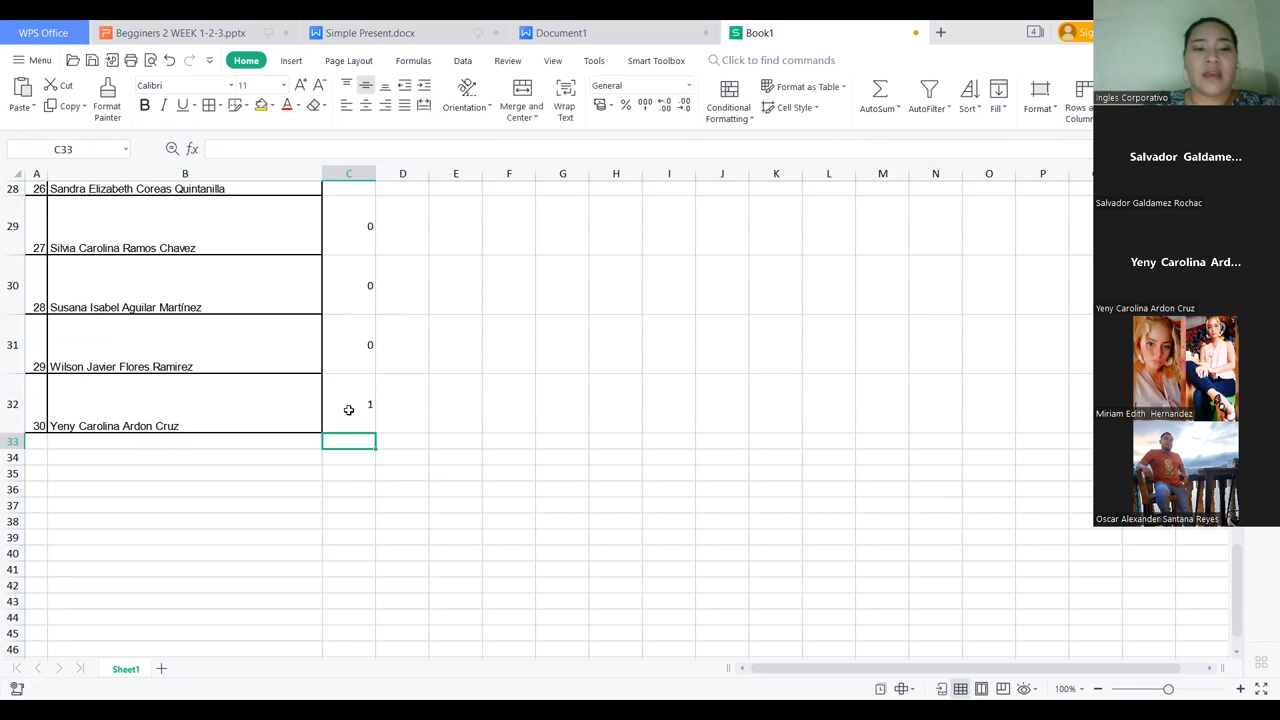 WPS Office
Begginers 2 WEEK 1-2-3.pptx
Simple Present.docx
Document1
Book1
Menu
Home
Insert
Page Layout
Formulas
Data
Review
View
Tools
Smart Toolbox
Click to find commands
Paste
Cut
Copy
Format Painter
Calibri
11
Orientation
Merge and Center
Wrap Text
General
Conditional Formatting
Format as Table
Cell Style
AutoSum
AutoFilter
Sort
Fill
Format
C33
A B C D E F G H I J K L M N O P
28 26 Sandra Elizabeth Coreas Quintanilla
29 27 Silvia Carolina Ramos Chavez 0
30 28 Susana Isabel Aguilar Martínez 0
31 29 Wilson Javier Flores Ramirez 0
32 30 Yeny Carolina Ardon Cruz 1
33
34
35
36
37
38
39
40
41
42
43
44
45
46
Sheet1
100%
Ingles Corporativo
Salvador Galdame...
Salvador Galdamez Rochac
Yeny Carolina Ard...
Yeny Carolina Ardon Cruz
Miriam Edith Hernandez
Oscar Alexander Santana Reyes